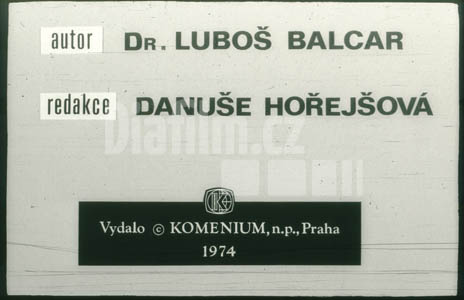 autor DR. LUBOŠ BALCAR
redakce DANUŠE HOŘEJŠOVÁ
Diafilm.cz
Vydalo © KOMENIUM, n.p., Praha
1974